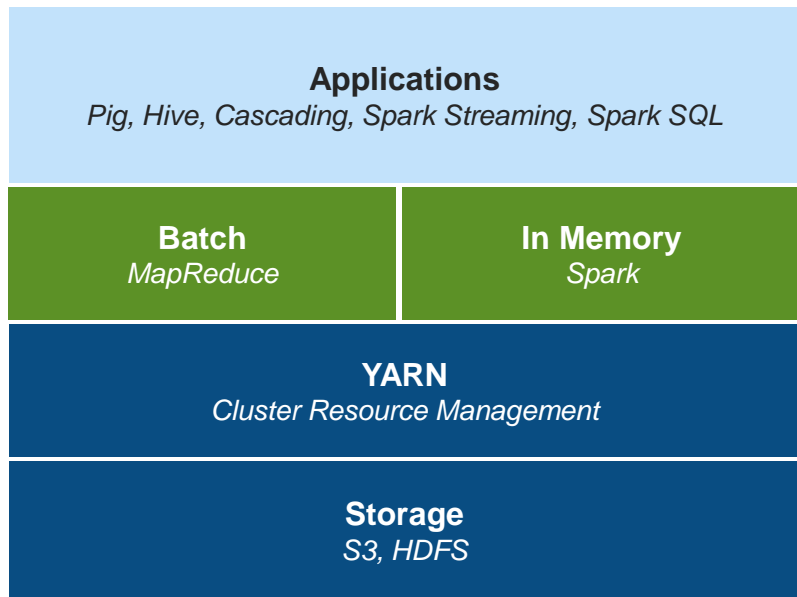 Applications
Pig, Hive, Cascading, Spark Streaming, Spark SQL
Batch
MapReduce
In Memory
Spark
YARN
Cluster Resource Management
Storage
S3, HDFS